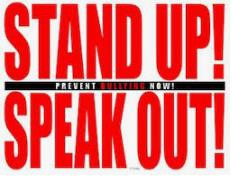 STAND UP!
PREVENT BULLYING NOW!
SPEAK OUT!